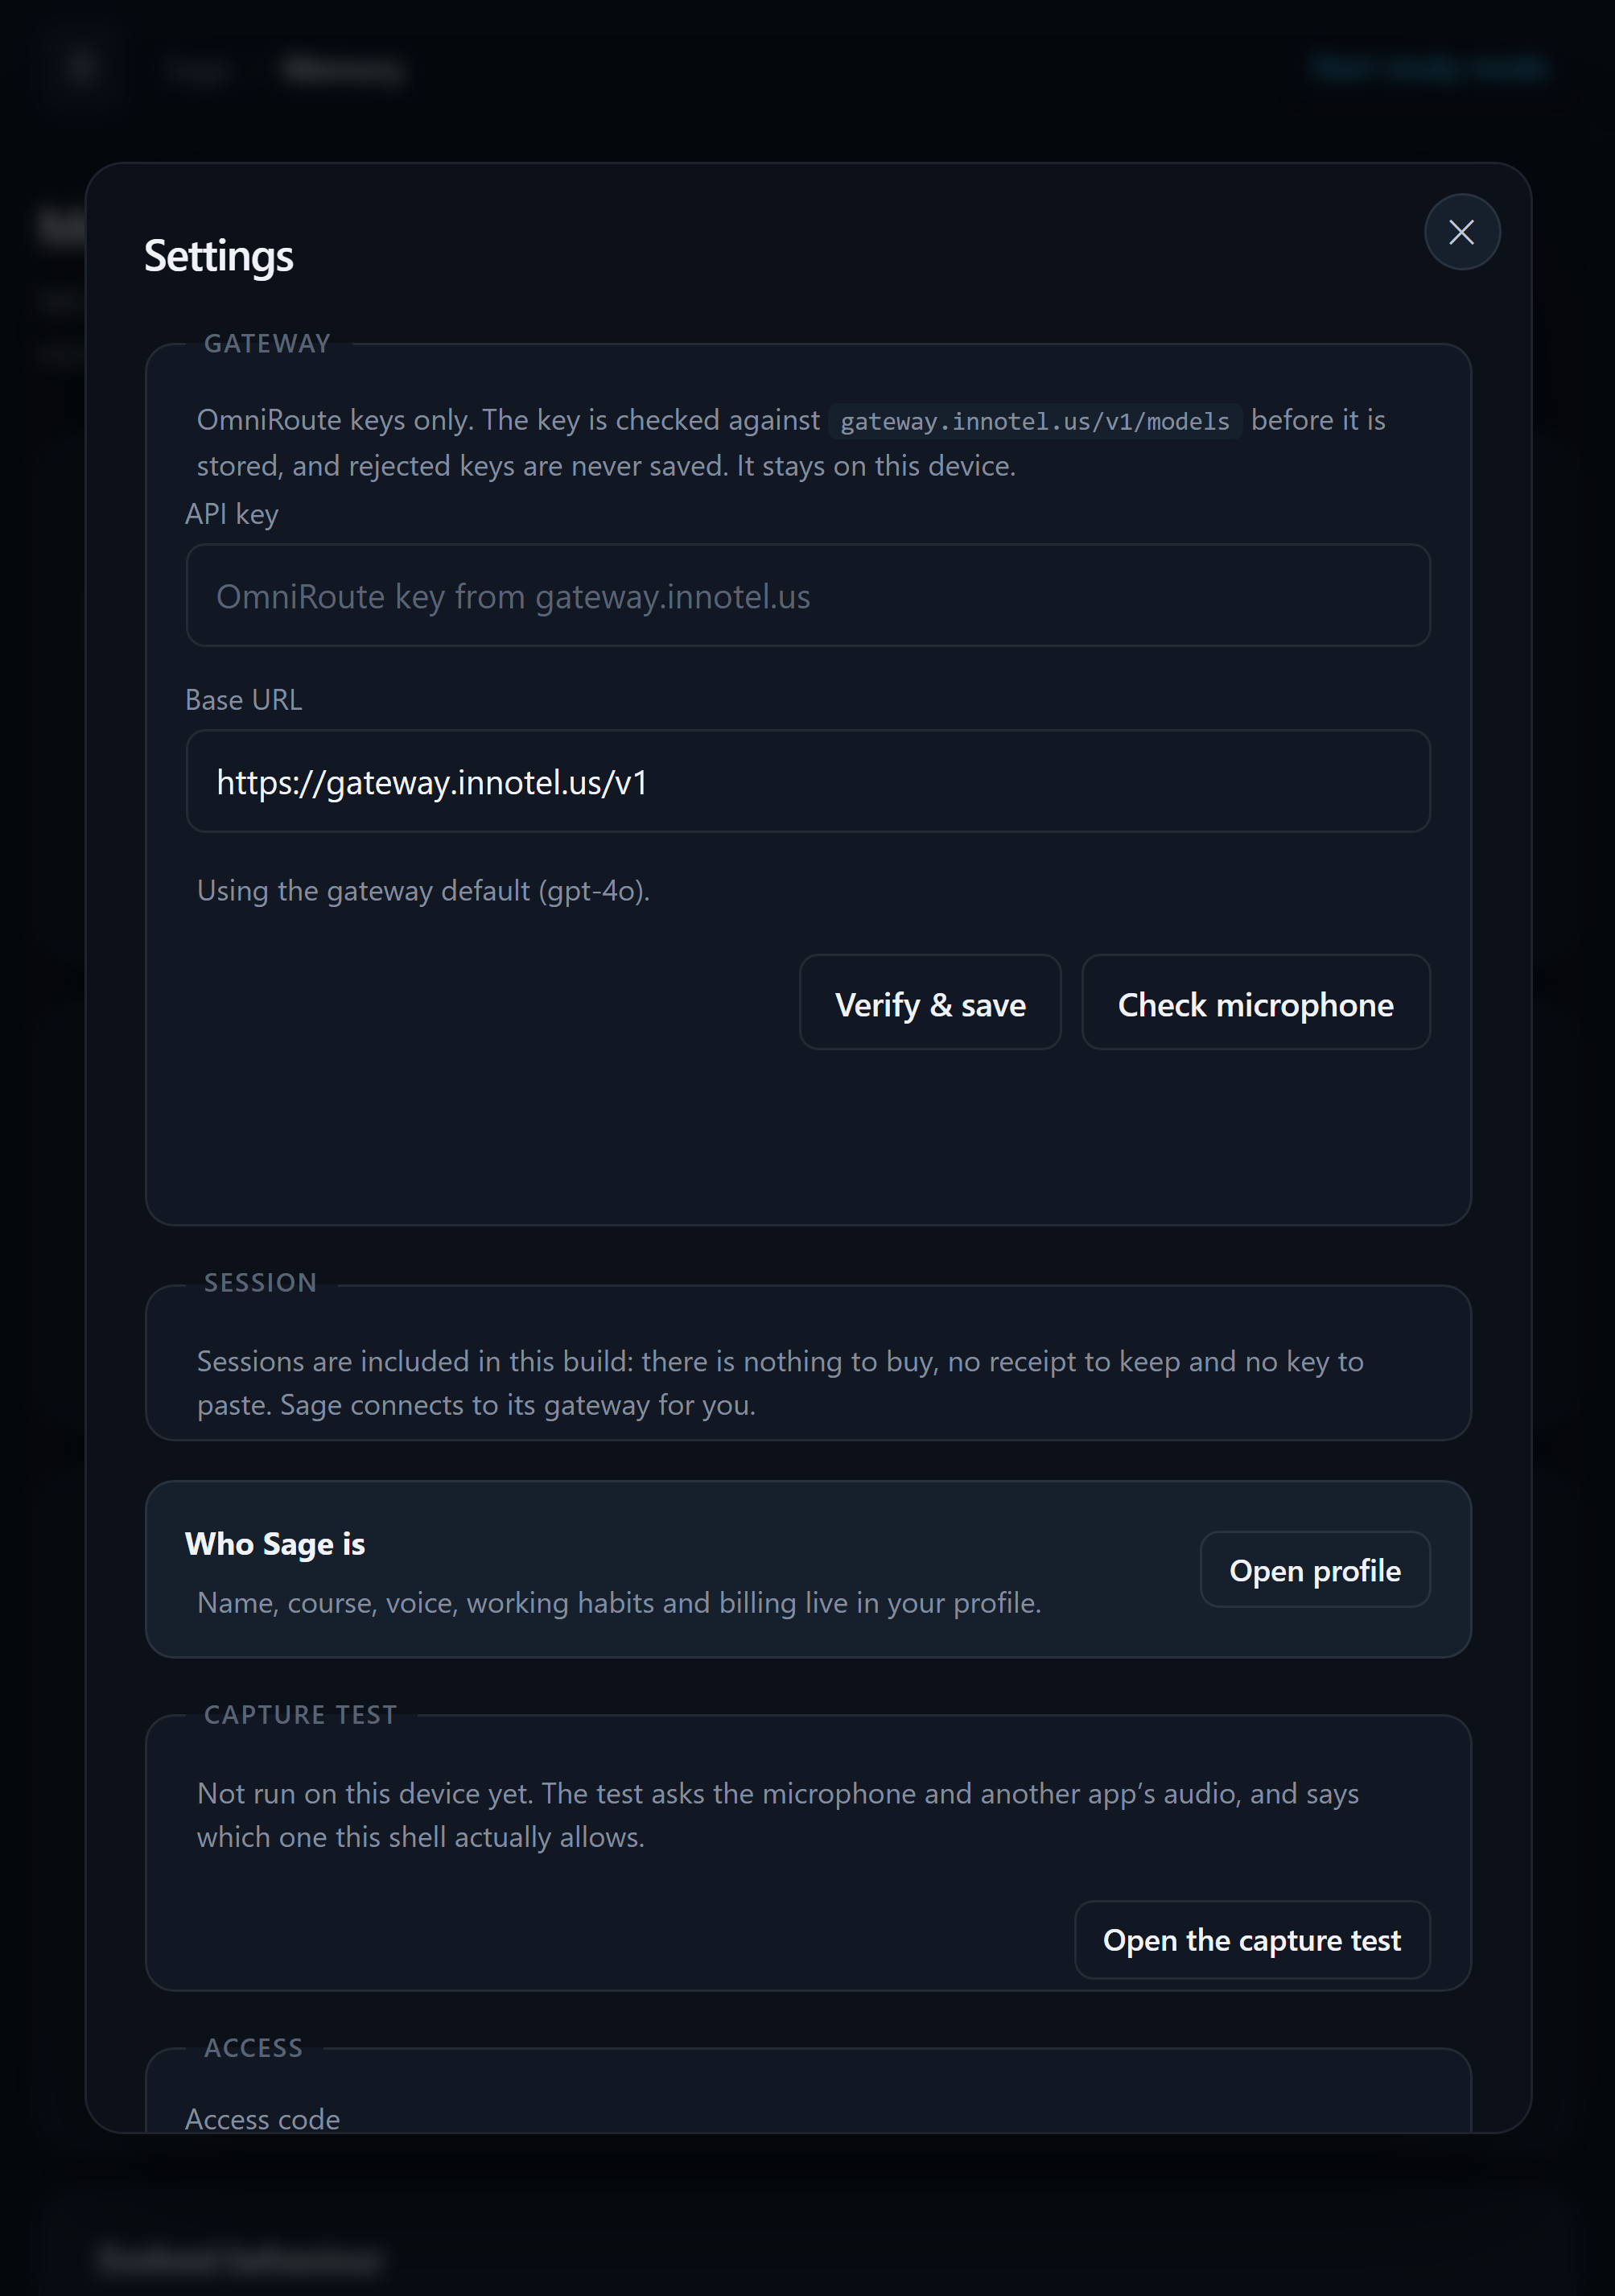 Settings
GATEWAY
OmniRoute keys only. The key is checked against gateway.innotel.us/v1/models before it is
stored, and rejected keys are never saved. It stays on this device.
API key
OmniRoute key from gateway.innotel.us
Base URL
https://gateway.innotel.us/v1
Using the gateway default (gpt-4o).
Verify & save
Check microphone
SESSION
Sessions are included in this build: there is nothing to buy, no receipt to keep and no key to
paste. Sage connects to its gateway for you.
Who Sage is
Name, course, voice, working habits and billing live in your profile.
Open profile
CAPTURE TEST
Not run on this device yet. The test asks the microphone and another app’s audio, and says
which one this shell actually allows.
Open the capture test
ACCESS
Access code